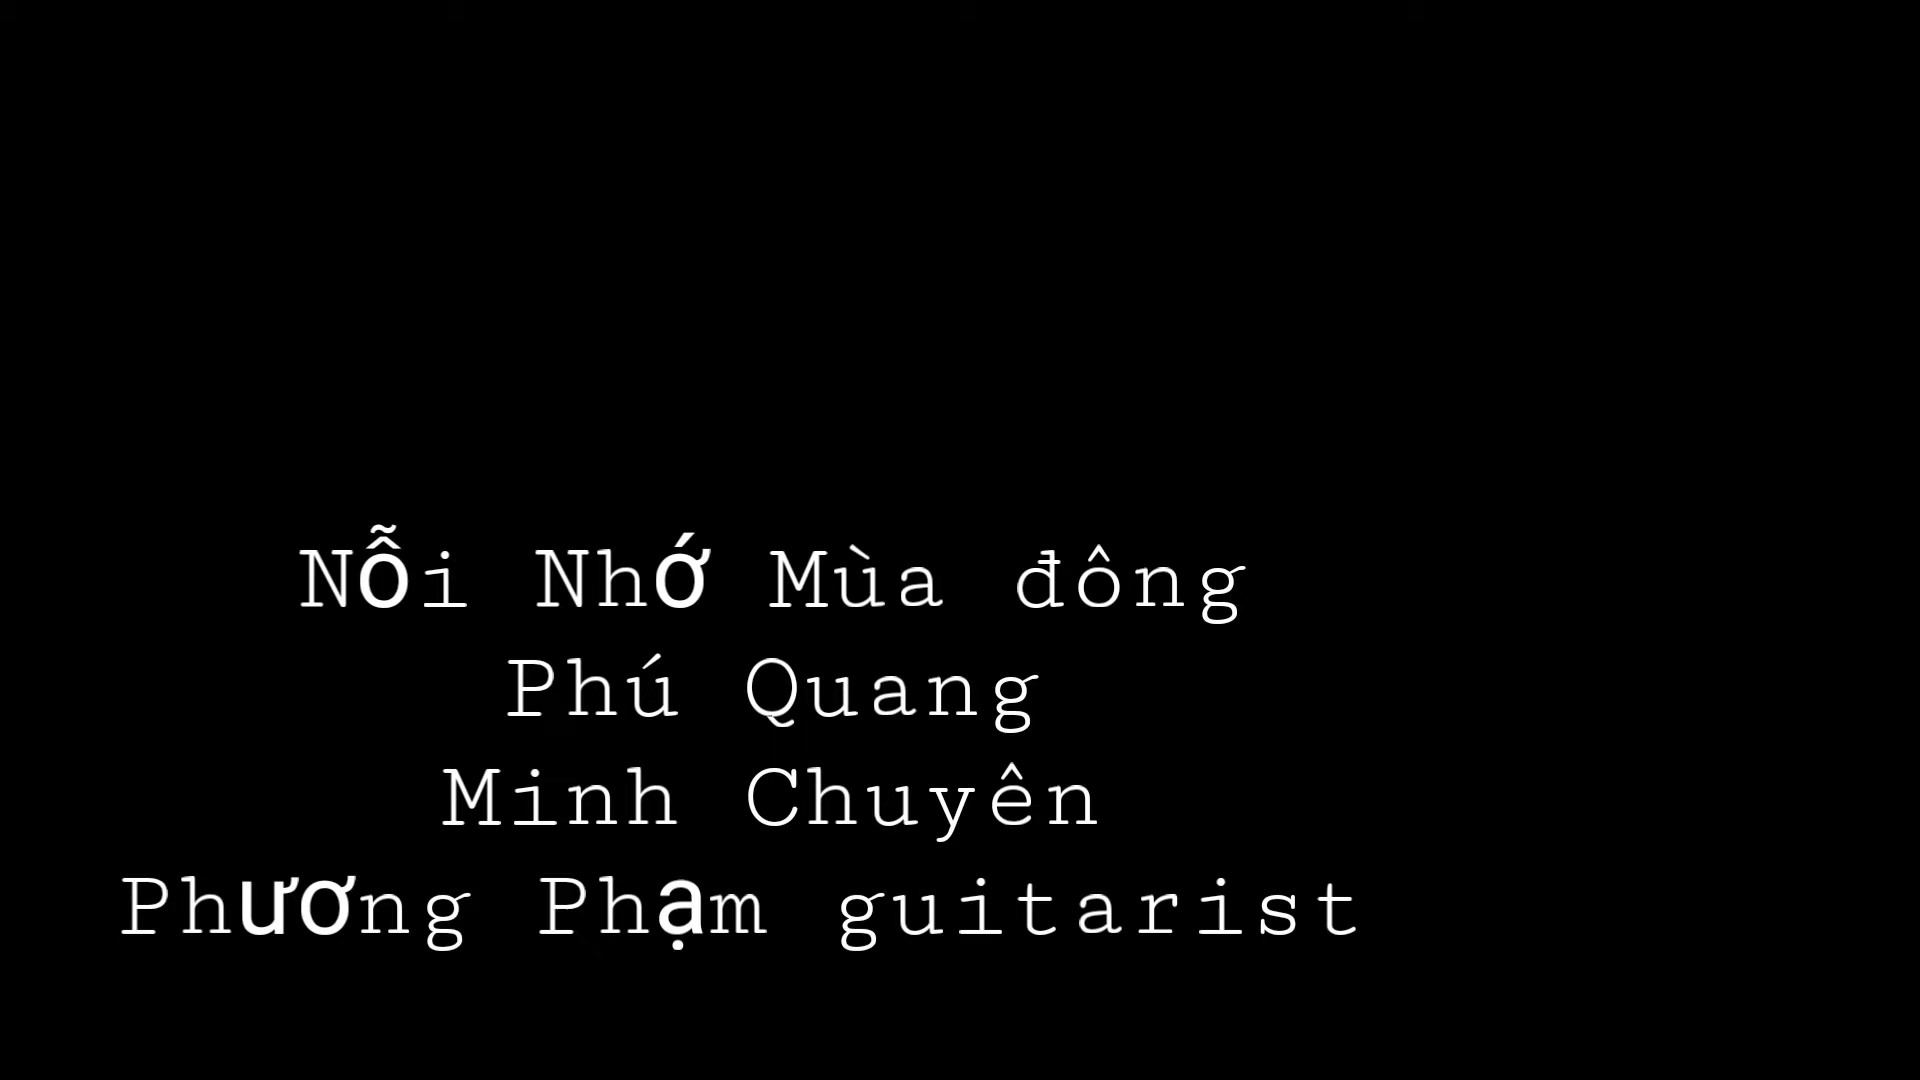 Nỗi Nhớ Mùa đông
Phú Quang
Minh Chuyên
Phương Phạm guitarist